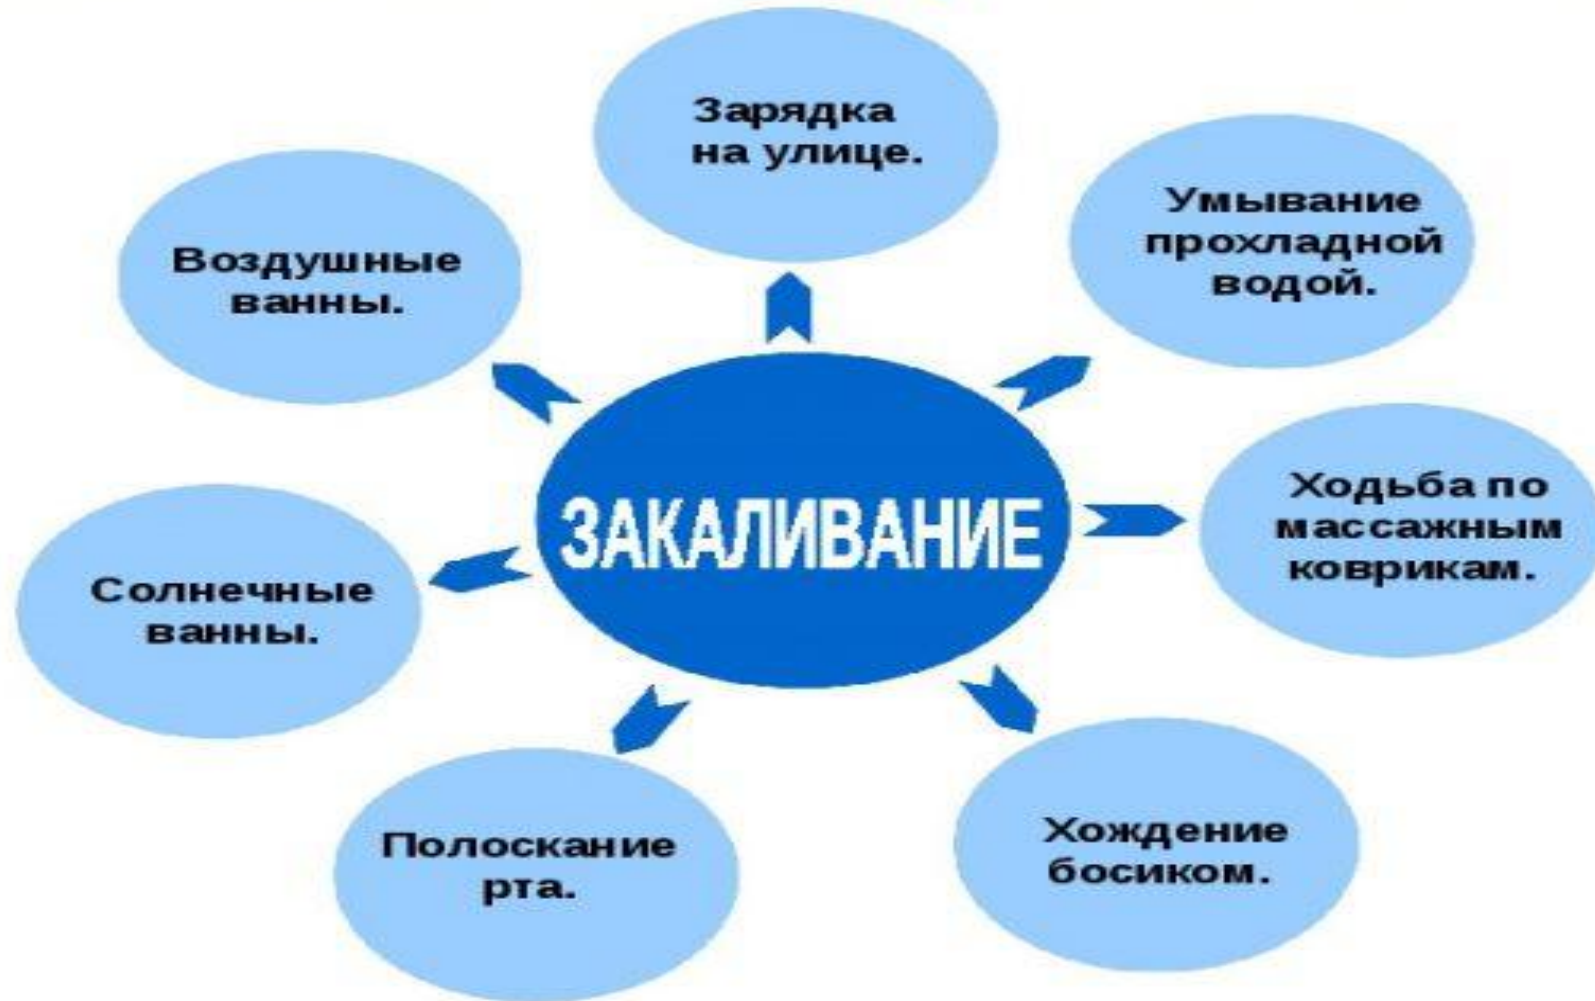 Зарядка
на улице.
Умывание
прохладной
водой.
Воздушные
ванны.
ЗАКАЛИВАНИЕ
Ходьба по
массажным
коврикам.
Солнечные
ванны.
Полоскание
рта.
Хождение
босиком.